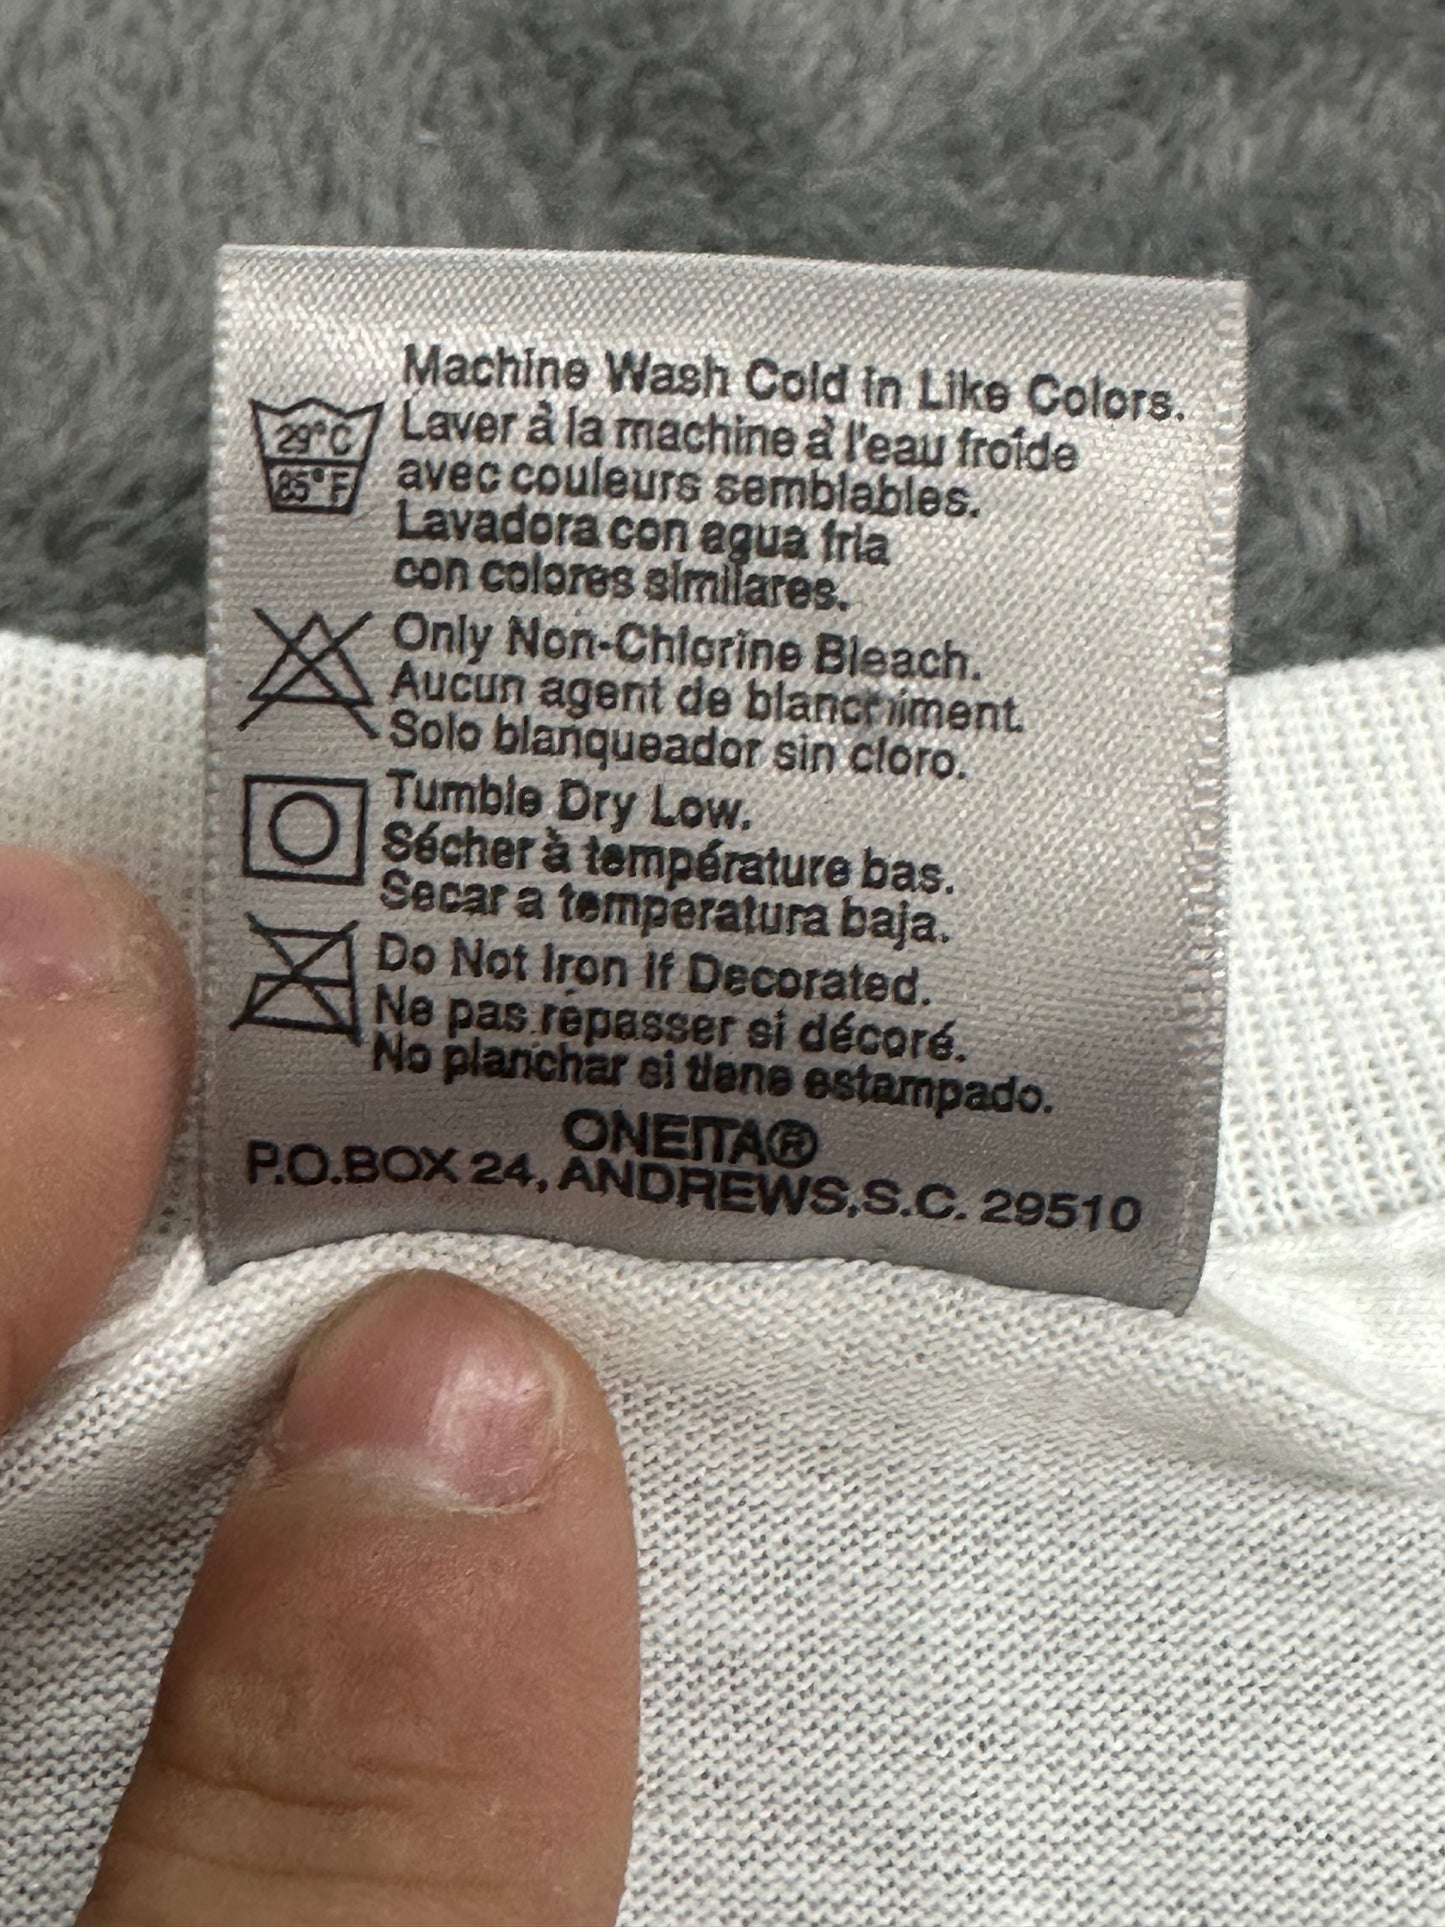 Machine Wash Cold in Like Colors.
29°C
Laver à la machine à l'eau froide
85°F
avec couleurs semblables.
Lavadora con agua fria
con colores similares.
Only Non-Chlorine Bleach.
Aucun agent de blanchiiment.
Solo blanqueador sin cloro.
Tumble Dry Low.
Sécher à température bas.
Secar a temperatura baja.
Do Not Iron If Decorated.
Ne pas repasser si décoré.
No planchar si tiene estampado.
ONEITA®
P.O.BOX 24, ANDREWS,S.C. 29510